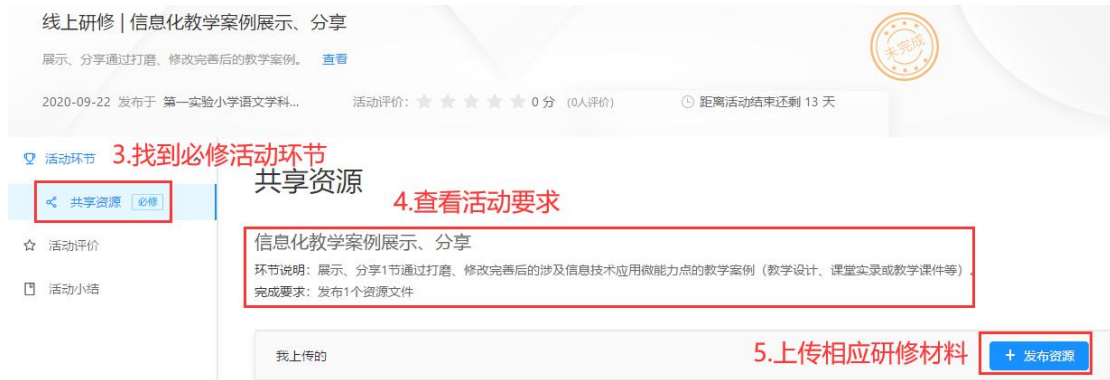 线上研修 | 信息化教学案例展示、分享
展示、分享通过打磨、修改完善后的教学案例。 查看
未完成
2020-09-22 发布于 第一实验小学语文学科... 活动评价: 0 分 (0人评价) 距离活动结束还剩 13 天
活动环节 3.找到必修活动环节
共享资源
共享资源 必修
4.查看活动要求
活动评价
活动小结
信息化教学案例展示、分享
环节说明：展示、分享1节通过打磨、修改完善后的涉及信息技术应用微能力点的教学案例（教学设计、课堂实录或教学课件等）。
完成要求：发布1个资源文件
我上传的 5.上传相应研修材料 + 发布资源